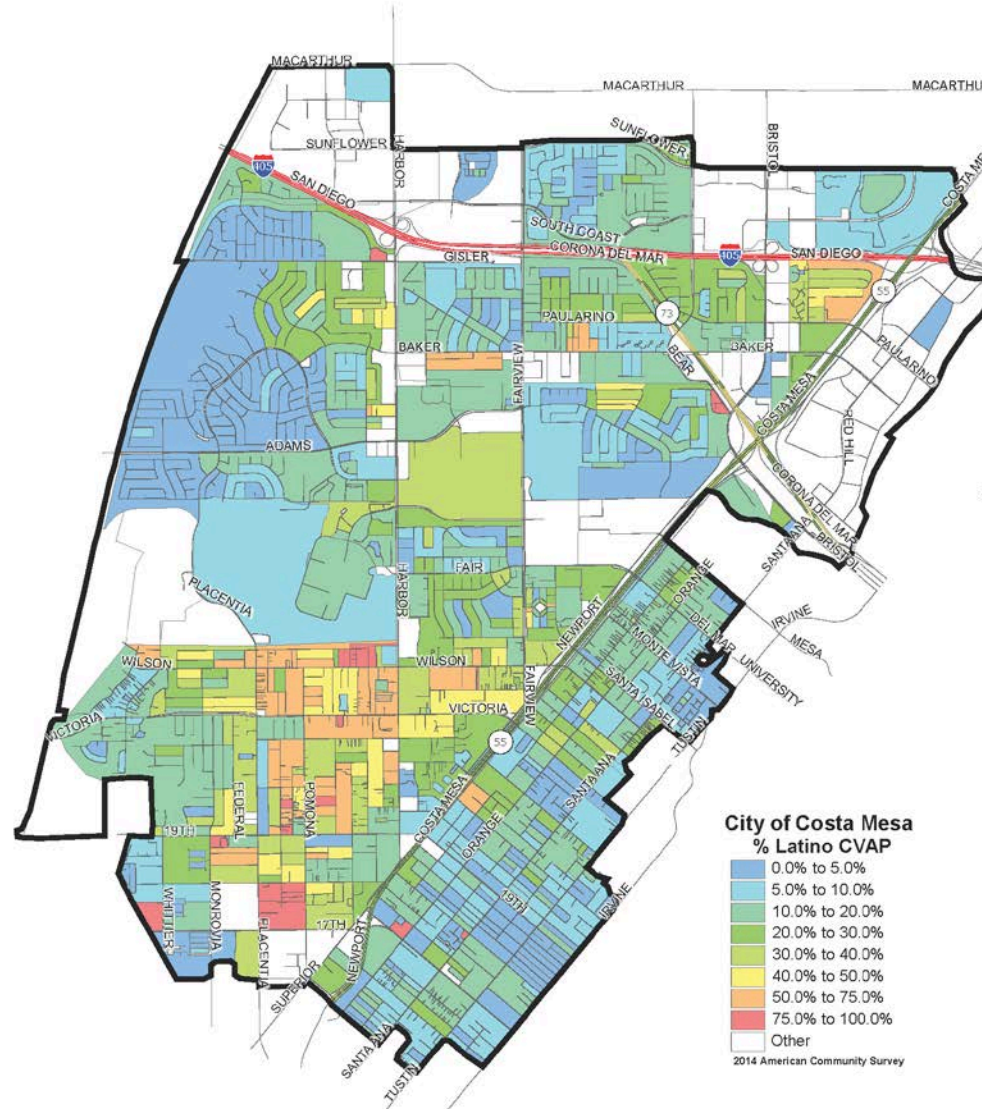 MACARTHUR
MACARTHUR
MACARTHUR
SUNFLOWER
SUNFLOWER
HARBOR
BRISTOL
405
SAN DIEGO
SOUTH COAST
CORONA DEL MAR
GISLER
405
SAN DIEGO
COSTA ME
55
73
PAULARINO
BAKER
BAKER
BEAR
PAULARINO
FAIRVIEW
COSTA MESA
RED HILL
ADAMS
CORONA DEL MAR
BRISTOL
SANTA ANA
PLACENTIA
HARBOR
FAIR
NEWPORT
ORANGE
DEL MAR
IRVINE
MESA
UNIVERSITY
MONTE VISTA
WILSON
WILSON
FAIRVIEW
SANTA ISABEL
VICTORIA
VICTORIA
TUSTIN
55
SANTA ANA
FEDERAL
POMONA
COSTA MESA
ORANGE
19TH
19TH
IRVINE
WHITTIER
MONROVIA
PLACENTIA
17TH
SUPERIOR
NEWPORT
SANTA ANA
TUSTIN
City of Costa Mesa
% Latino CVAP
0.0% to 5.0%
5.0% to 10.0%
10.0% to 20.0%
20.0% to 30.0%
30.0% to 40.0%
40.0% to 50.0%
50.0% to 75.0%
75.0% to 100.0%
Other
2014 American Community Survey